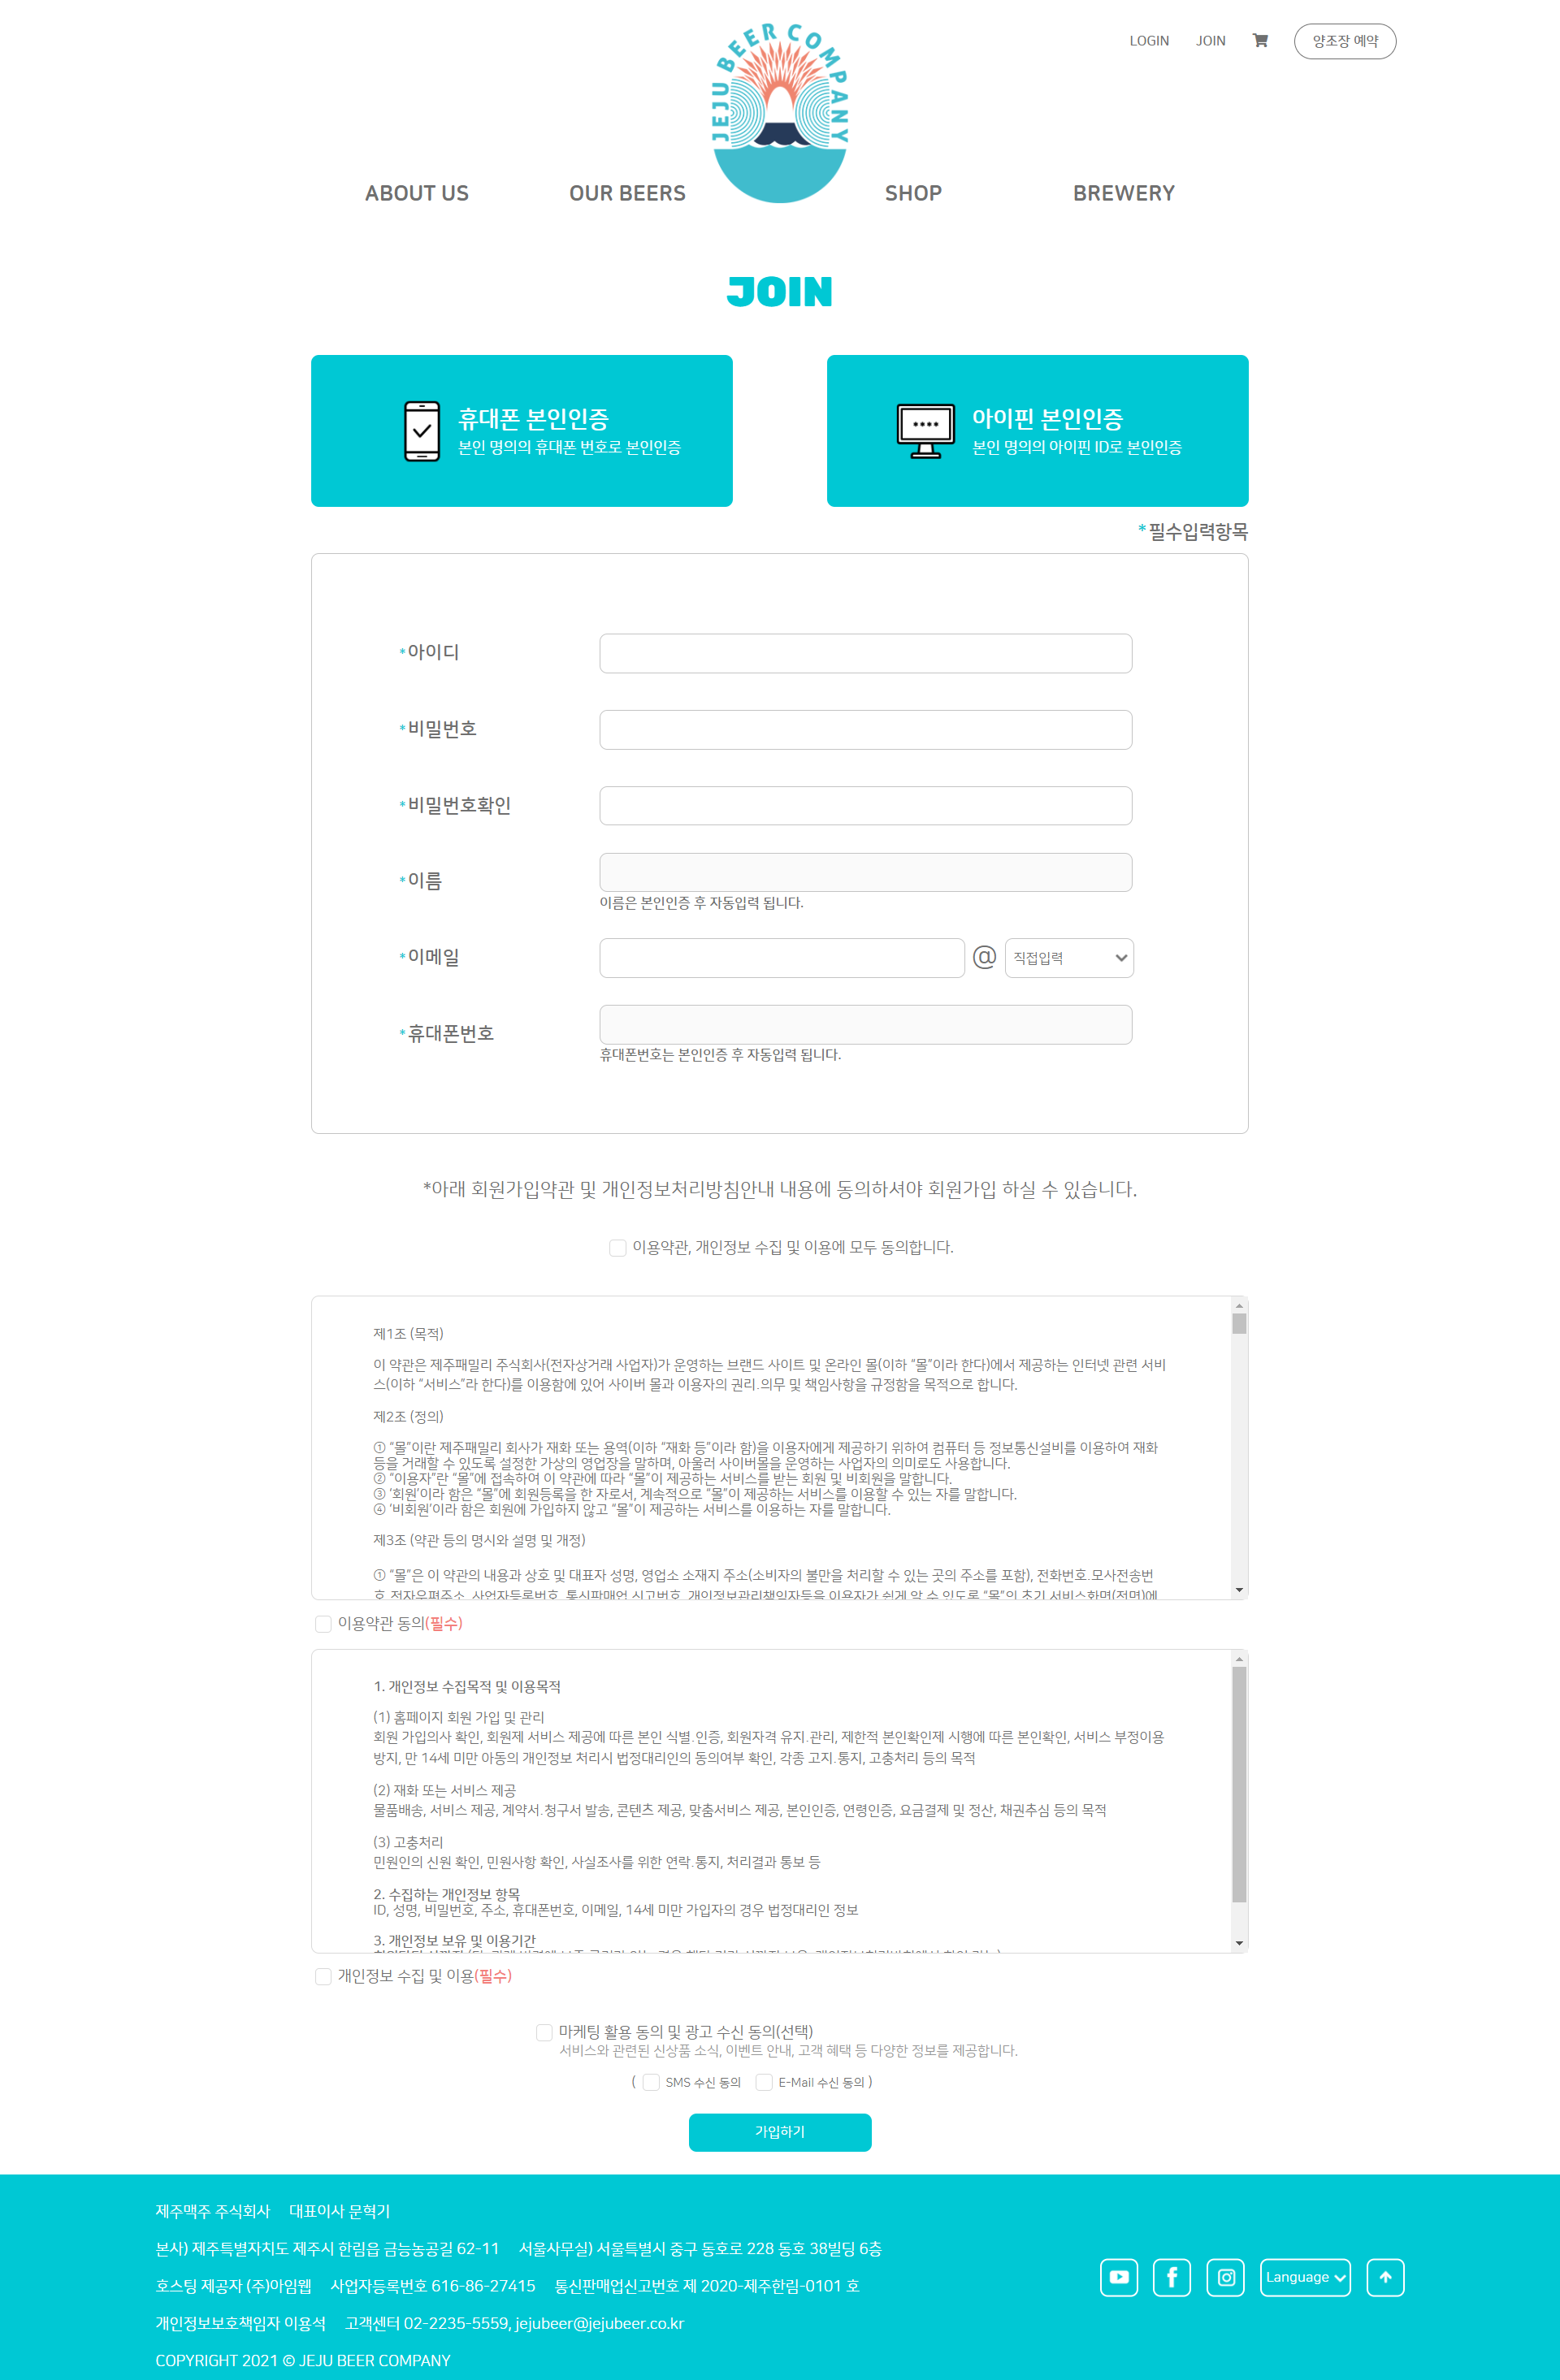 JEJU BEER COMPANY
LOGIN JOIN 양조장 예약
ABOUT US OUR BEERS SHOP BREWERY
JOIN
휴대폰 본인인증
본인 명의의 휴대폰 번호로 본인인증
아이핀 본인인증
본인 명의의 아이핀 ID로 본인인증
*필수입력항목
*아이디
*비밀번호
*비밀번호확인
*이름
이름은 본인인증 후 자동입력 됩니다.
*이메일 @ 직접입력
*휴대폰번호
휴대폰번호는 본인인증 후 자동입력 됩니다.
*아래 회원가입약관 및 개인정보처리방침안내 내용에 동의하셔야 회원가입 하실 수 있습니다.
이용약관, 개인정보 수집 및 이용에 모두 동의합니다.
제1조 (목적)
이 약관은 제주패밀리 주식회사(전자상거래 사업자)가 운영하는 브랜드 사이트 및 온라인 몰(이하 “몰”이라 한다)에서 제공하는 인터넷 관련 서비
스(이하 “서비스”라 한다)를 이용함에 있어 사이버 몰과 이용자의 권리.의무 및 책임사항을 규정함을 목적으로 합니다.
제2조 (정의)
① “몰”이란 제주패밀리 회사가 재화 또는 용역(이하 “재화 등”이라 함)을 이용자에게 제공하기 위하여 컴퓨터 등 정보통신설비를 이용하여 재화
등을 거래할 수 있도록 설정한 가상의 영업장을 말하며, 아울러 사이버몰을 운영하는 사업자의 의미로도 사용합니다.
② “이용자”란 “몰”에 접속하여 이 약관에 따라 “몰”이 제공하는 서비스를 받는 회원 및 비회원을 말합니다.
③ ‘회원’이라 함은 “몰”에 회원등록을 한 자로서, 계속적으로 “몰”이 제공하는 서비스를 이용할 수 있는 자를 말합니다.
④ ‘비회원’이라 함은 회원에 가입하지 않고 “몰”이 제공하는 서비스를 이용하는 자를 말합니다.
제3조 (약관 등의 명시와 설명 및 개정)
① “몰”은 이 약관의 내용과 상호 및 대표자 성명, 영업소 소재지 주소(소비자의 불만을 처리할 수 있는 곳의 주소를 포함), 전화번호.모사전송번
호.전자우편주소, 사업자등록번호, 통신판매업 신고번호, 개인정보관리책임자등을 이용자가 쉽게 알 수 있도록 “몰”의 초기 서비스화면(전면)에
이용약관 동의(필수)
1. 개인정보 수집목적 및 이용목적
(1) 홈페이지 회원 가입 및 관리
회원 가입의사 확인, 회원제 서비스 제공에 따른 본인 식별.인증, 회원자격 유지.관리, 제한적 본인확인제 시행에 따른 본인확인, 서비스 부정이용
방지, 만 14세 미만 아동의 개인정보 처리시 법정대리인의 동의여부 확인, 각종 고지.통지, 고충처리 등의 목적
(2) 재화 또는 서비스 제공
물품배송, 서비스 제공, 계약서.청구서 발송, 콘텐츠 제공, 맞춤서비스 제공, 본인인증, 연령인증, 요금결제 및 정산, 채권추심 등의 목적
(3) 고충처리
민원인의 신원 확인, 민원사항 확인, 사실조사를 위한 연락.통지, 처리결과 통보 등
2. 수집하는 개인정보 항목
ID, 성명, 비밀번호, 주소, 휴대폰번호, 이메일, 14세 미만 가입자의 경우 법정대리인 정보
3. 개인정보 보유 및 이용기간
개인정보 수집 및 이용(필수)
마케팅 활용 동의 및 광고 수신 동의(선택)
서비스와 관련된 신상품 소식, 이벤트 안내, 고객 혜택 등 다양한 정보를 제공합니다.
( SMS 수신 동의 E-Mail 수신 동의 )
가입하기
제주맥주 주식회사 대표이사 문혁기
본사) 제주특별자치도 제주시 한림읍 금능농공길 62-11 서울사무실) 서울특별시 중구 동호로 228 동호 38빌딩 6층
호스팅 제공자 (주)아임웹 사업자등록번호 616-86-27415 통신판매업신고번호 제 2020-제주한림-0101 호
Language
개인정보보호책임자 이용석 고객센터 02-2235-5559, jejubeer@jejubeer.co.kr
COPYRIGHT 2021 © JEJU BEER COMPANY